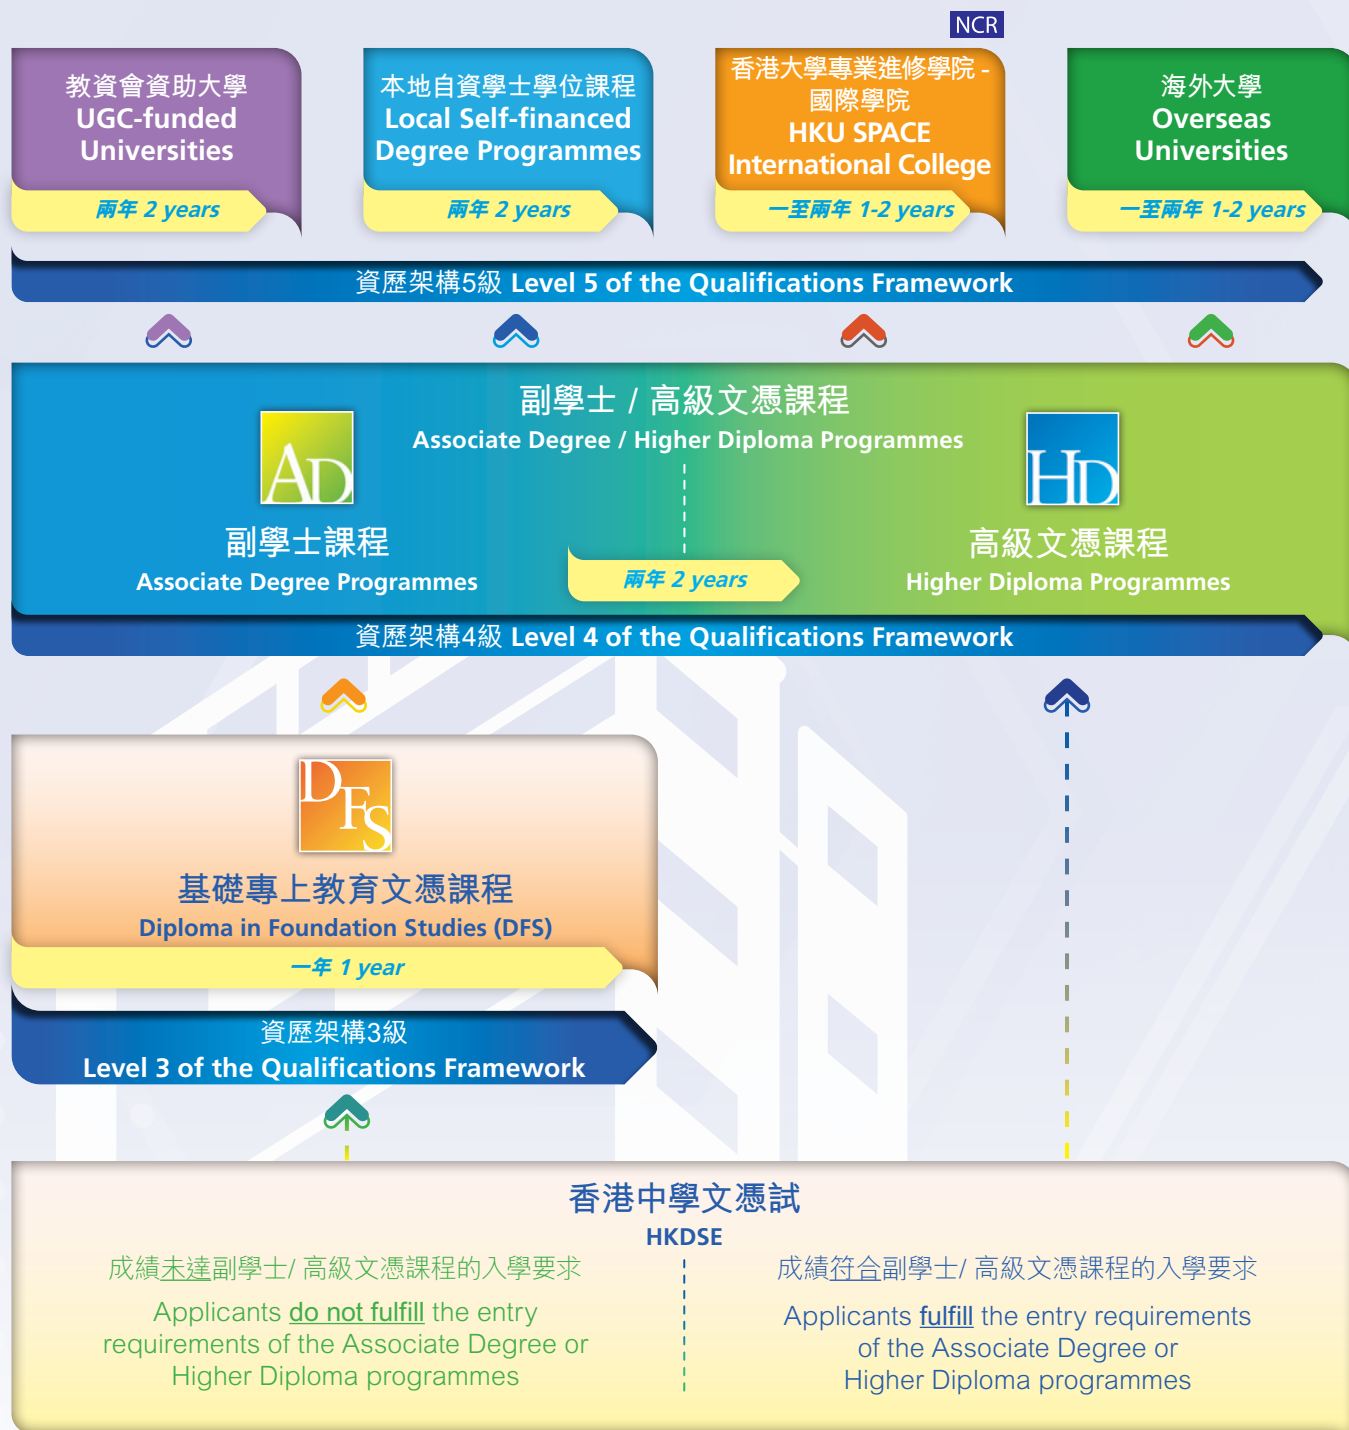 NCR
教資會資助大學
UGC-funded
Universities
兩年 2 years
本地自資學士學位課程
Local Self-financed
Degree Programmes
兩年 2 years
香港大學專業進修學院 -
國際學院
HKU SPACE
International College
一至兩年 1-2 years
海外大學
Overseas
Universities
一至兩年 1-2 years
資歷架構5級 Level 5 of the Qualifications Framework
副學士 / 高級文憑課程
Associate Degree / Higher Diploma Programmes
AD
副學士課程
Associate Degree Programmes
兩年 2 years
HD
高級文憑課程
Higher Diploma Programmes
資歷架構4級 Level 4 of the Qualifications Framework
DFS
基礎專上教育文憑課程
Diploma in Foundation Studies (DFS)
一年 1 year
資歷架構3級
Level 3 of the Qualifications Framework
香港中學文憑試
HKDSE
成績未達副學士/ 高級文憑課程的入學要求
Applicants do not fulfill the entry
requirements of the Associate Degree or
Higher Diploma programmes
成績符合副學士/ 高級文憑課程的入學要求
Applicants fulfill the entry requirements
of the Associate Degree or
Higher Diploma programmes